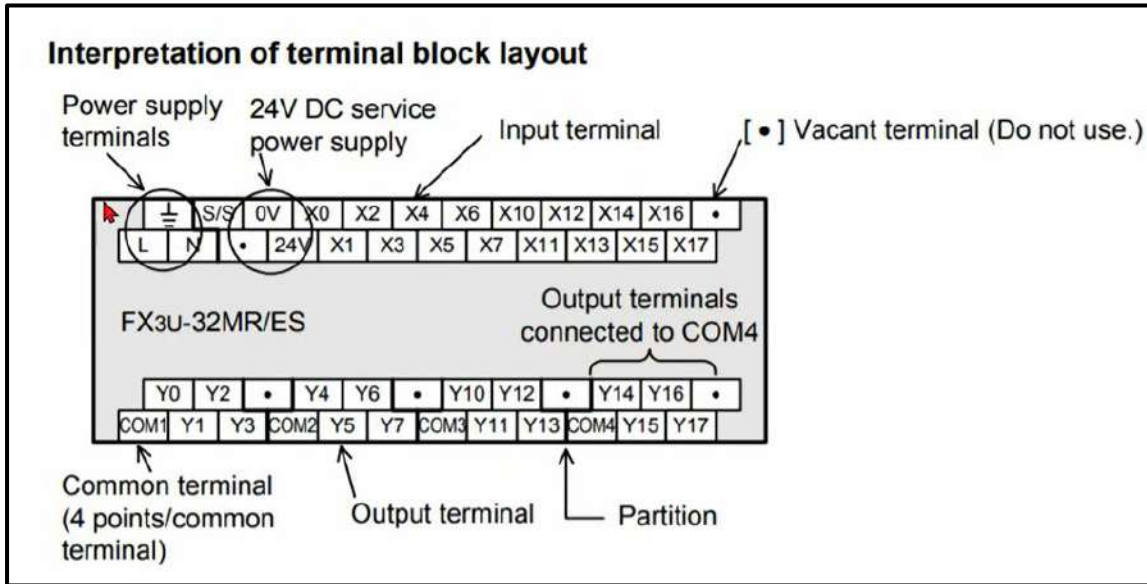 Interpretation of terminal block layout
Power supply
terminals
24V DC service
power supply
Input terminal
[ • ] Vacant terminal (Do not use.)
⏚ S/S 0V X0 X2 X4 X6 X10 X12 X14 X16 •
L N • 24V X1 X3 X5 X7 X11 X13 X15 X17
FX3U-32MR/ES
Output terminals
connected to COM4
Y0 Y2 • Y4 Y6 • Y10 Y12 • Y14 Y16 •
COM1 Y1 Y3 COM2 Y5 Y7 COM3 Y11 Y13 COM4 Y15 Y17
Common terminal
(4 points/common
terminal)
Output terminal
Partition